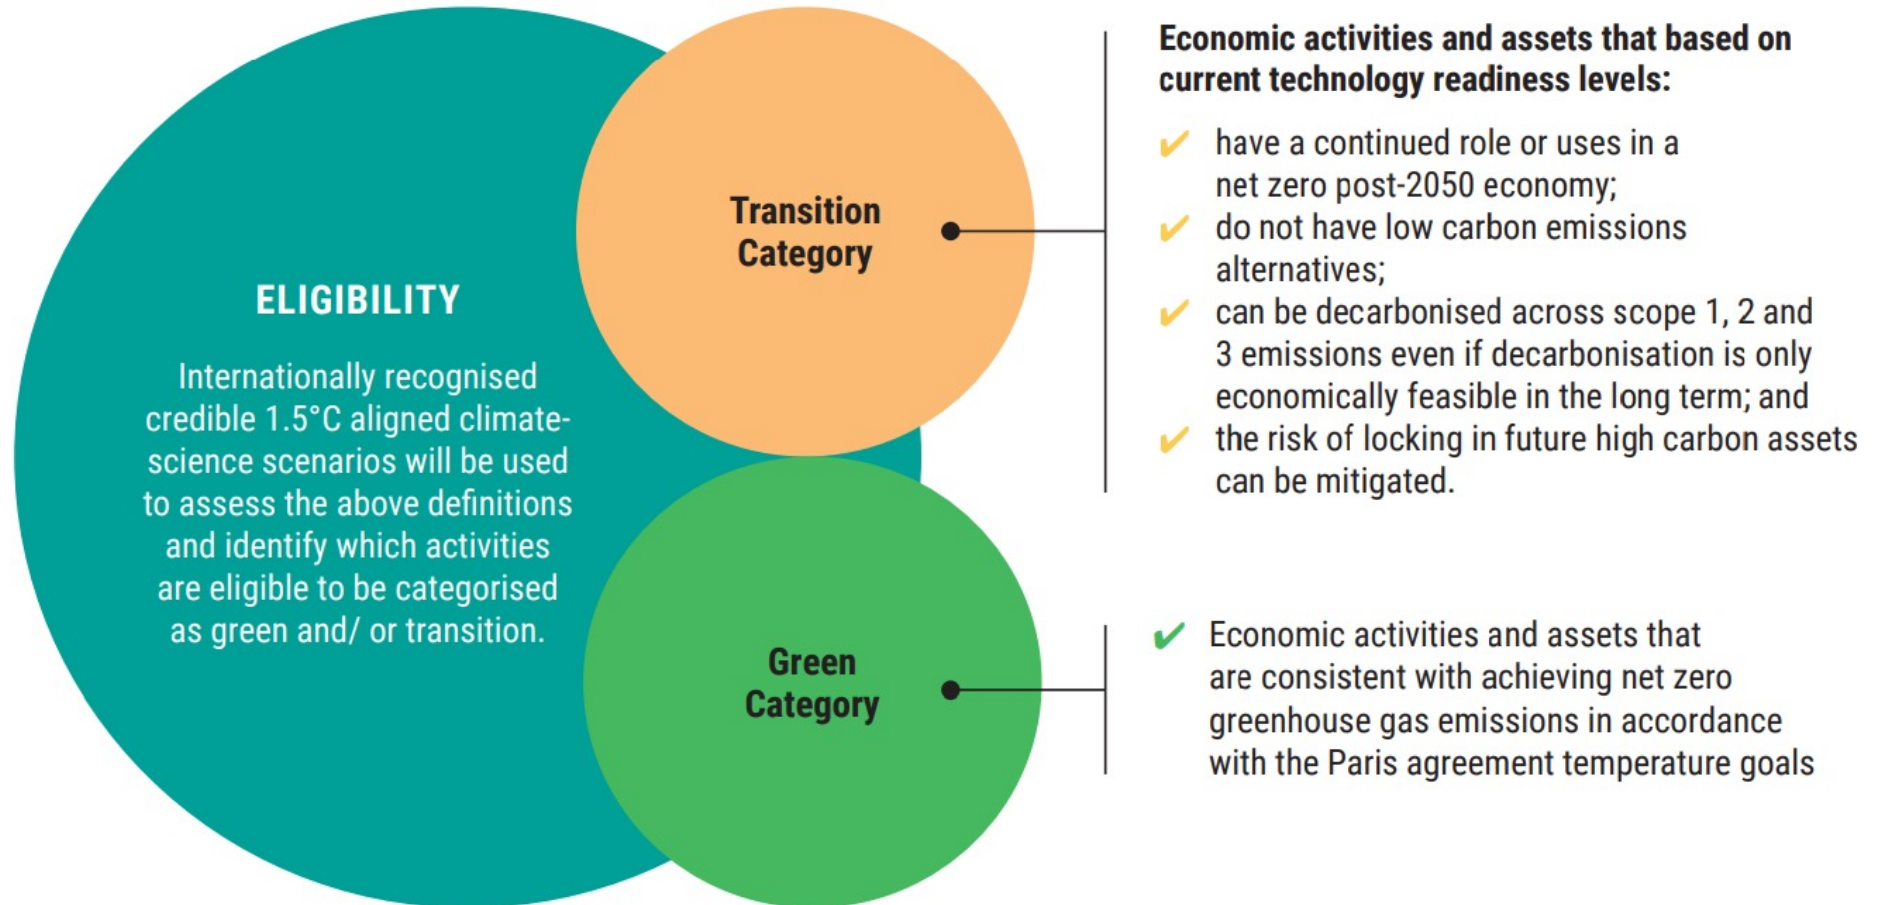 ELIGIBILITY
Internationally recognised
credible 1.5°C aligned climate-
science scenarios will be used
to assess the above definitions
and identify which activities
are eligible to be categorised
as green and/ or transition.
Transition
Category
Economic activities and assets that based on
current technology readiness levels:
✔ have a continued role or uses in a
net zero post-2050 economy;
✔ do not have low carbon emissions
alternatives;
✔ can be decarbonised across scope 1, 2 and
3 emissions even if decarbonisation is only
economically feasible in the long term; and
✔ the risk of locking in future high carbon assets
can be mitigated.
Green
Category
✔ Economic activities and assets that
are consistent with achieving net zero
greenhouse gas emissions in accordance
with the Paris agreement temperature goals